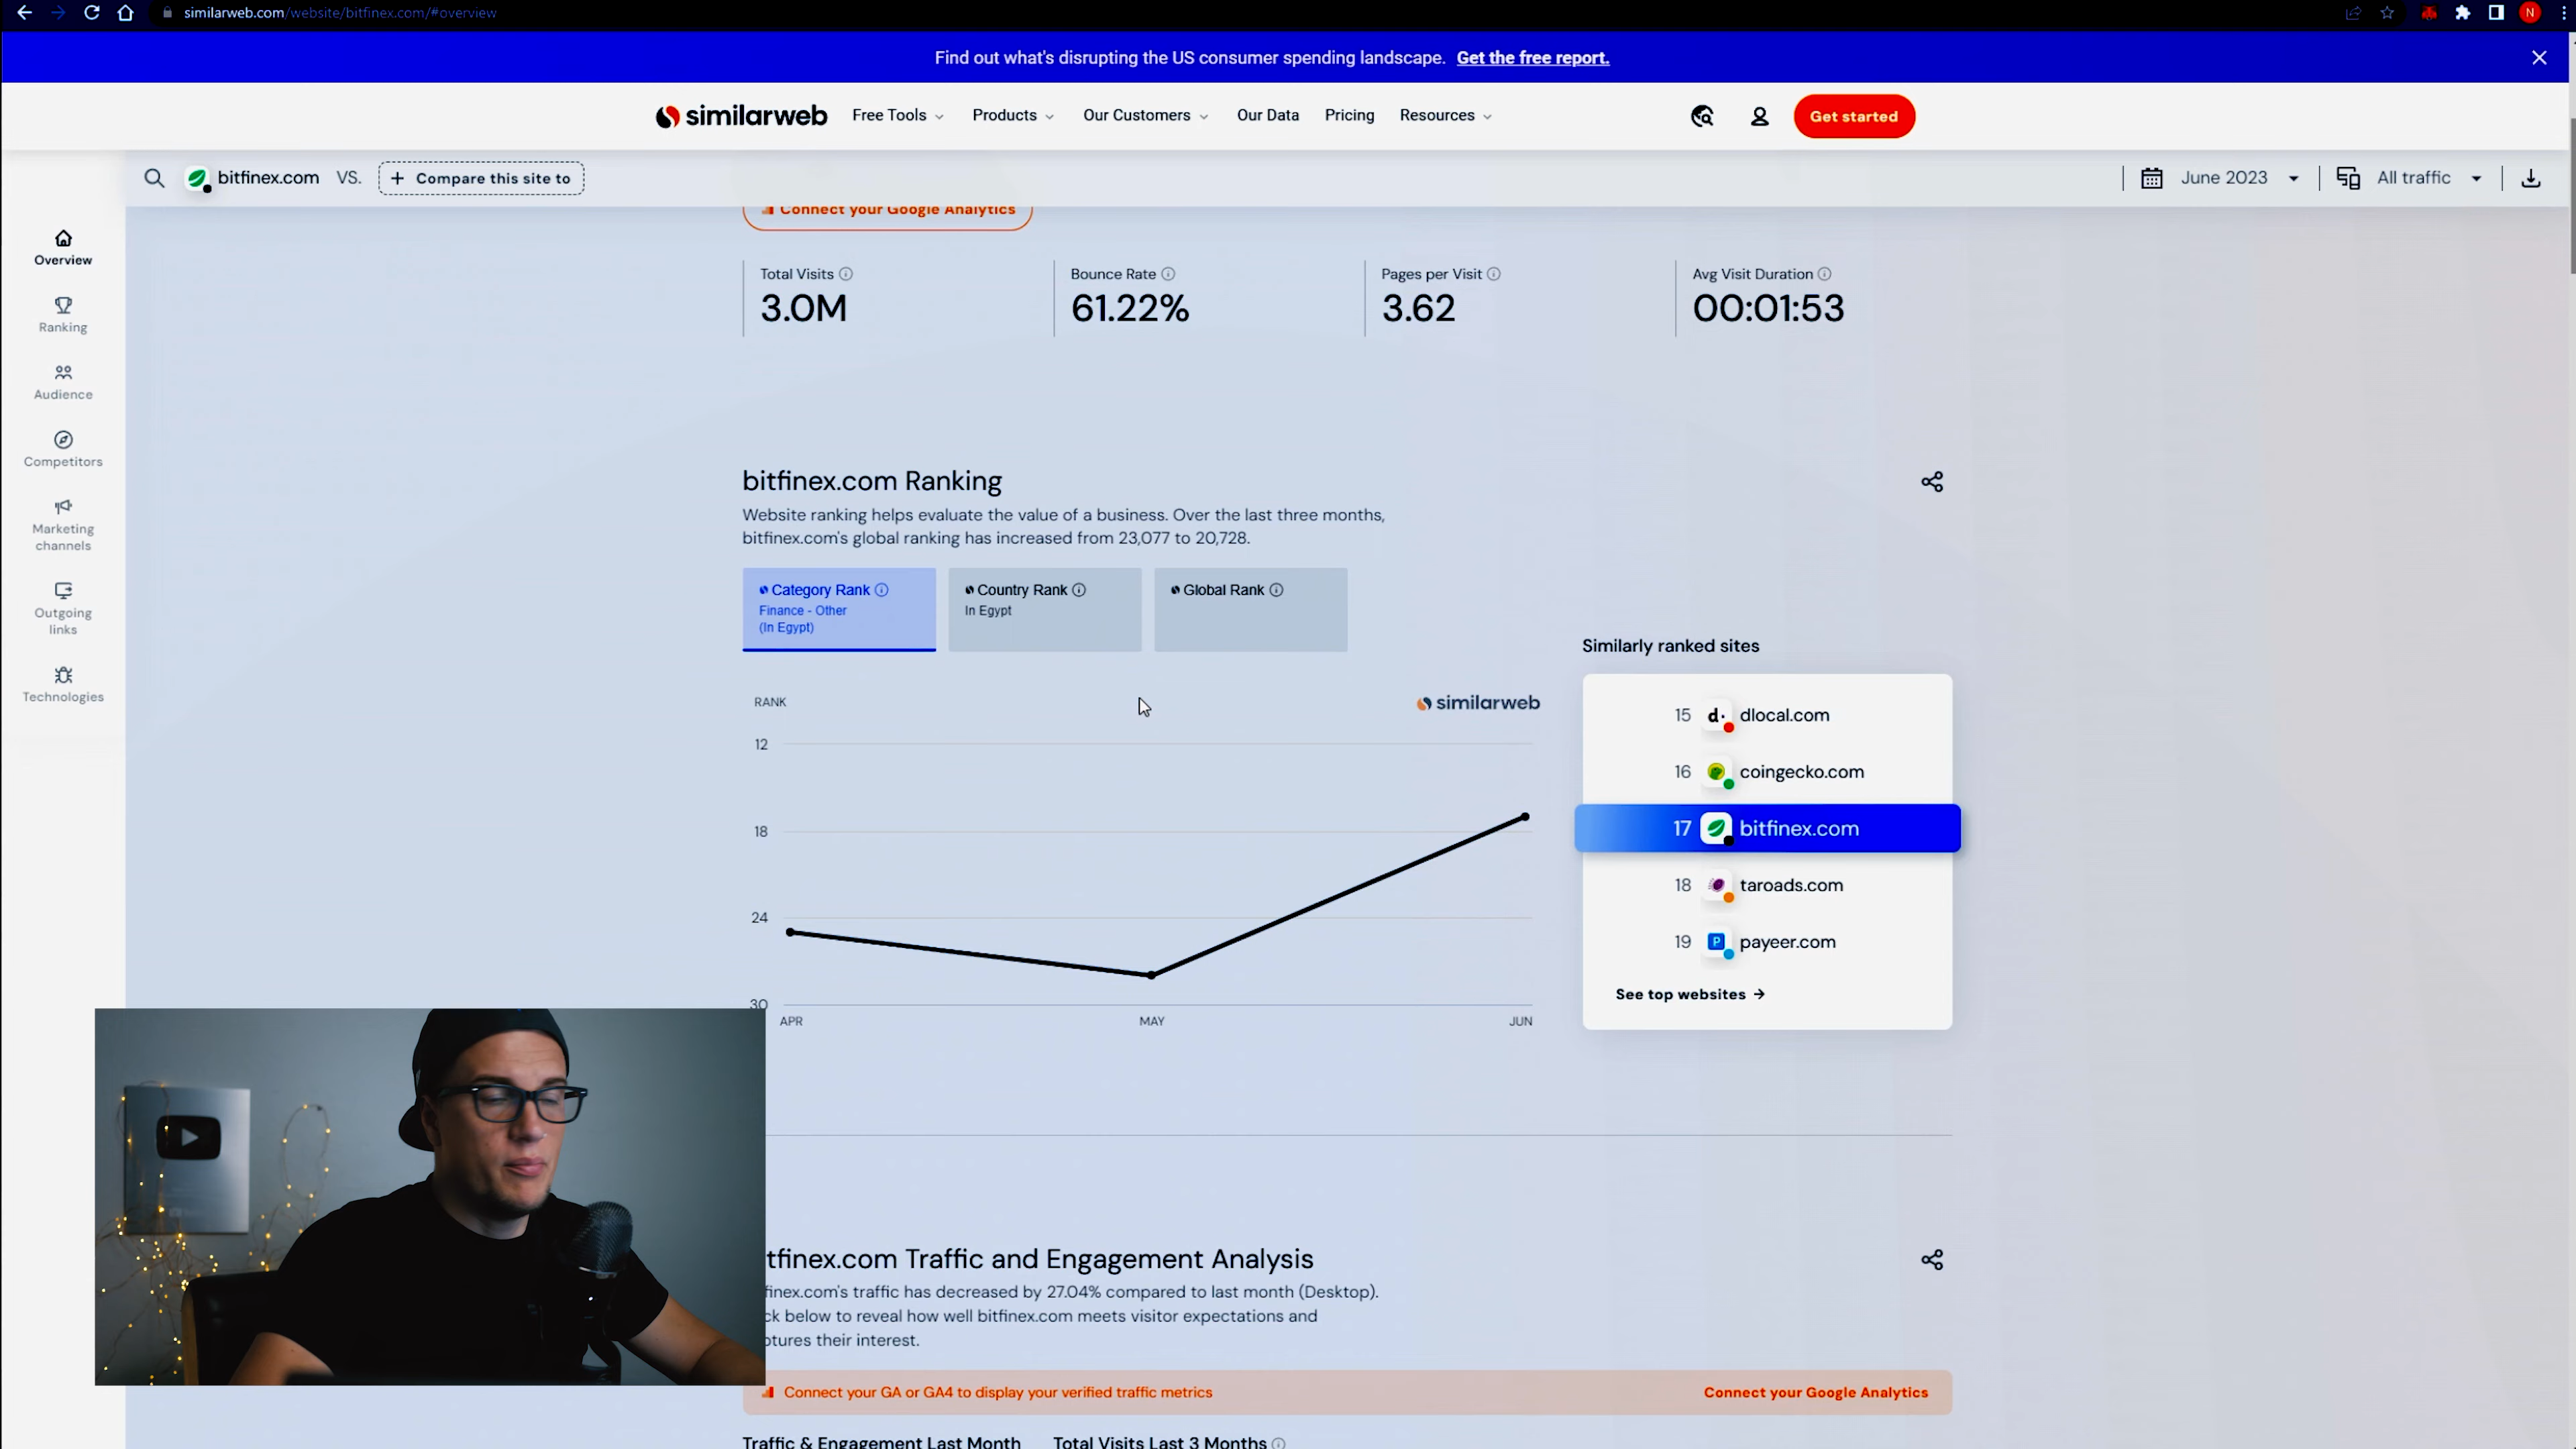 similarweb.com/website/bitfinex.com/#overview
N
Find out what's disrupting the US consumer spending landscape. Get the free report.
similarweb
Free Tools
Products
Our Customers
Our Data
Pricing
Resources
Get started
bitfinex.com VS. + Compare this site to
June 2023
All traffic
Connect your Google Analytics
Overview
Ranking
Audience
Competitors
Marketing
channels
Outgoing
links
Technologies
Total Visits
3.0M
Bounce Rate
61.22%
Pages per Visit
3.62
Avg Visit Duration
00:01:53
bitfinex.com Ranking
Website ranking helps evaluate the value of a business. Over the last three months,
bitfinex.com's global ranking has increased from 23,077 to 20,728.
Category Rank
Finance - Other
(In Egypt)
Country Rank
In Egypt
Global Rank
RANK
similarweb
12
18
24
30
APR
MAY
JUN
Similarly ranked sites
15 d. dlocal.com
16 coingecko.com
17 bitfinex.com
18 taroads.com
19 P payeer.com
See top websites →
tfinex.com Traffic and Engagement Analysis
finex.com's traffic has decreased by 27.04% compared to last month (Desktop).
ck below to reveal how well bitfinex.com meets visitor expectations and
ptures their interest.
Connect your GA or GA4 to display your verified traffic metrics
Connect your Google Analytics
Traffic & Engagement Last Month
Total Visits Last 3 Months